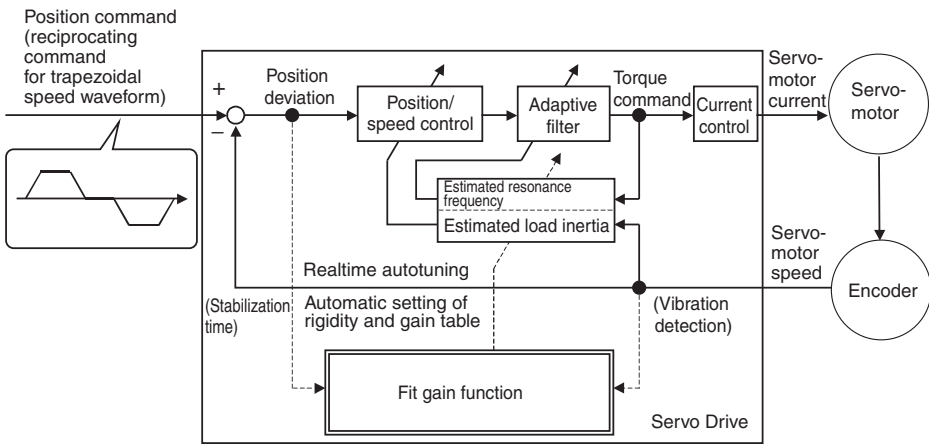 Position command
(reciprocating
command
for trapezoidal
speed waveform)
+
−
Position
deviation
Position/
speed control
Adaptive
filter
Torque
command
Current
control
Servo-
motor
current
Servo-
motor
Estimated resonance
frequency
Estimated load inertia
Servo-
motor
speed
Encoder
Realtime autotuning
(Stabilization
time)
Automatic setting of
rigidity and gain table
(Vibration
detection)
Fit gain function
Servo Drive